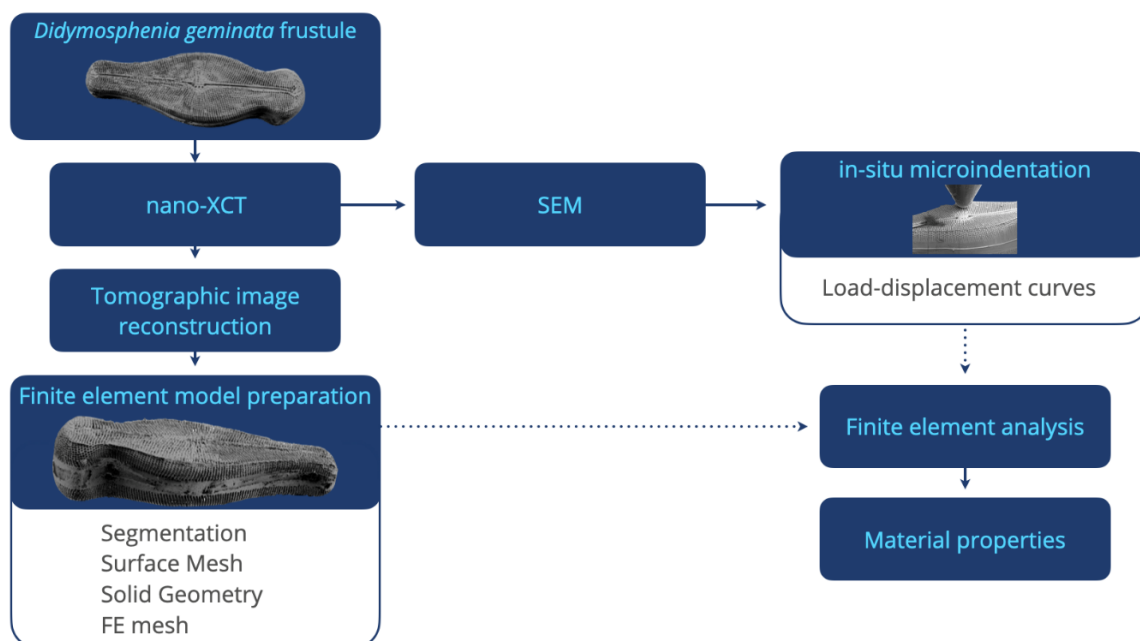 Didymosphenia geminata frustule
nano-XCT
SEM
in-situ microindentation
Load-displacement curves
Tomographic image
reconstruction
Finite element model preparation
Segmentation
Surface Mesh
Solid Geometry
FE mesh
Finite element analysis
Material properties